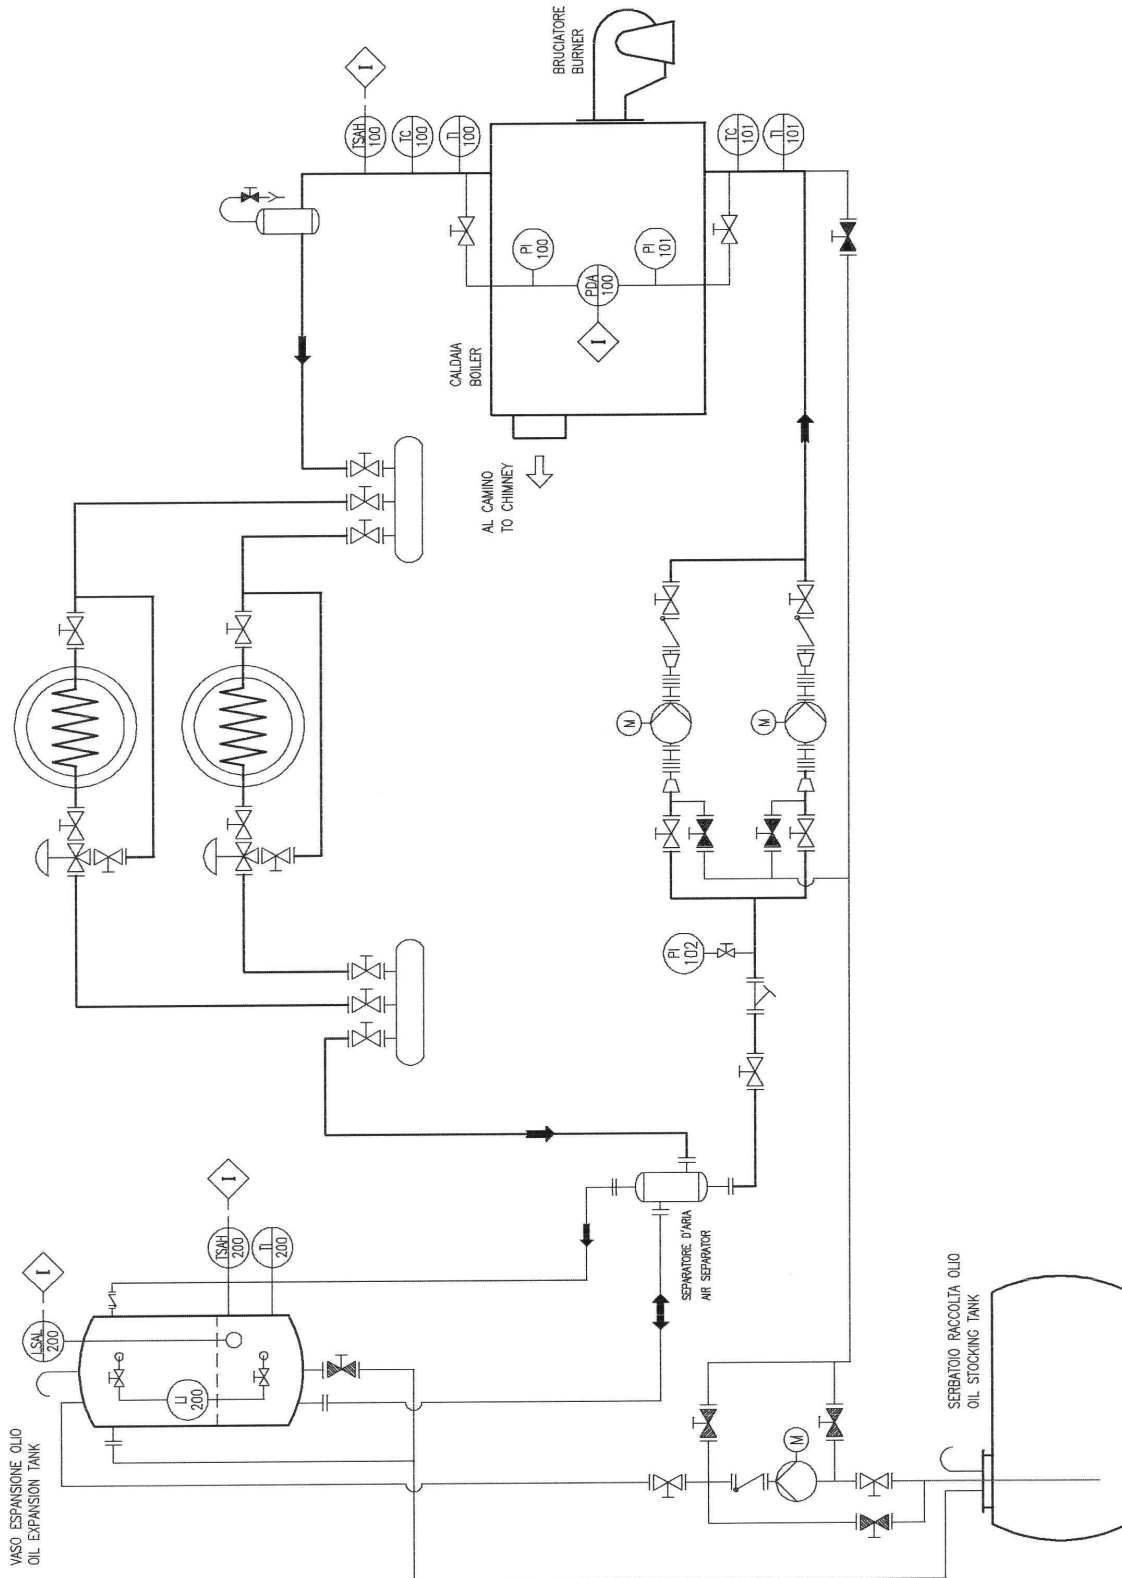 BRUCIATORE
BURNER
I
TSAH
100
TC
100
TI
100
TC
101
TI
101
PI
100
PDA
100
PI
101
I
CALDAIA
BOILER
AL CAMINO
TO CHIMNEY
M
M
PI
102
I
TSAH
200
TI
200
I
LSAL
200
LI
200
SEPARATORE D'ARIA
AIR SEPARATOR
VASO ESPANSIONE OLIO
OIL EXPANSION TANK
M
SERBATOIO RACCOLTA OLIO
OIL STOCKING TANK